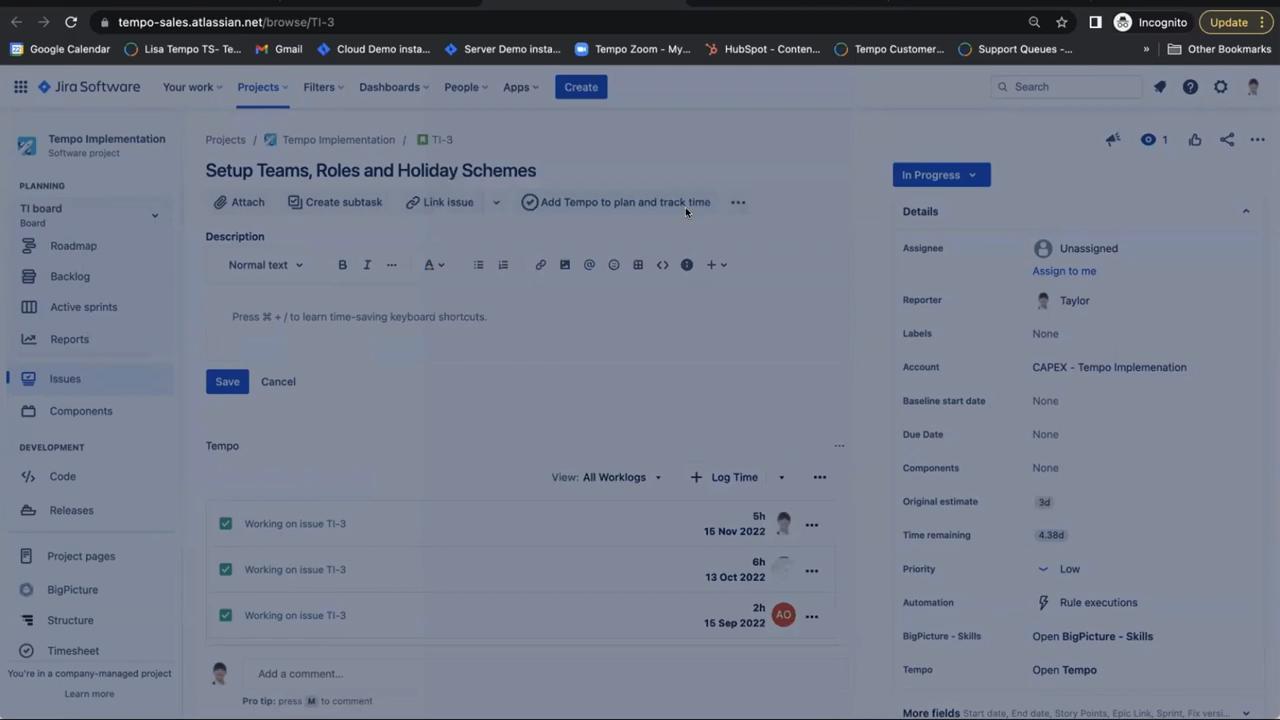 tempo-sales.atlassian.net/browse/TI-3
Incognito
Update
Google Calendar
Lisa Tempo TS- Te...
Gmail
Cloud Demo insta...
Server Demo insta...
Tempo Zoom - My...
HubSpot - Conten...
Tempo Customer...
Support Queues -...
»
Other Bookmarks
Jira Software
Your work
Projects
Filters
Dashboards
People
Apps
Create
Search
Tempo Implementation
Software project
PLANNING
TI board
Board
Roadmap
Backlog
Active sprints
Reports
Issues
Components
DEVELOPMENT
Code
Releases
Project pages
BigPicture
Structure
Timesheet
You're in a company-managed project
Learn more
Projects / Tempo Implementation / TI-3
Setup Teams, Roles and Holiday Schemes
Attach
Create subtask
Link issue
Add Tempo to plan and track time
Description
Normal text
B I ... A
Press ⌘ + / to learn time-saving keyboard shortcuts.
Save Cancel
Tempo
View: All Worklogs
+ Log Time
Working on issue TI-3
5h
15 Nov 2022
Working on issue TI-3
6h
13 Oct 2022
Working on issue TI-3
2h
15 Sep 2022
AO
Add a comment...
Pro tip: press M to comment
1
In Progress
Details
Assignee
Unassigned
Assign to me
Reporter
Taylor
Labels
None
Account
CAPEX - Tempo Implemenation
Baseline start date
None
Due Date
None
Components
None
Original estimate
3d
Time remaining
4.38d
Priority
Low
Automation
Rule executions
BigPicture - Skills
Open BigPicture - Skills
Tempo
Open Tempo
More fields Start date, End date, Story Points, Epic Link, Sprint, Fix versi...